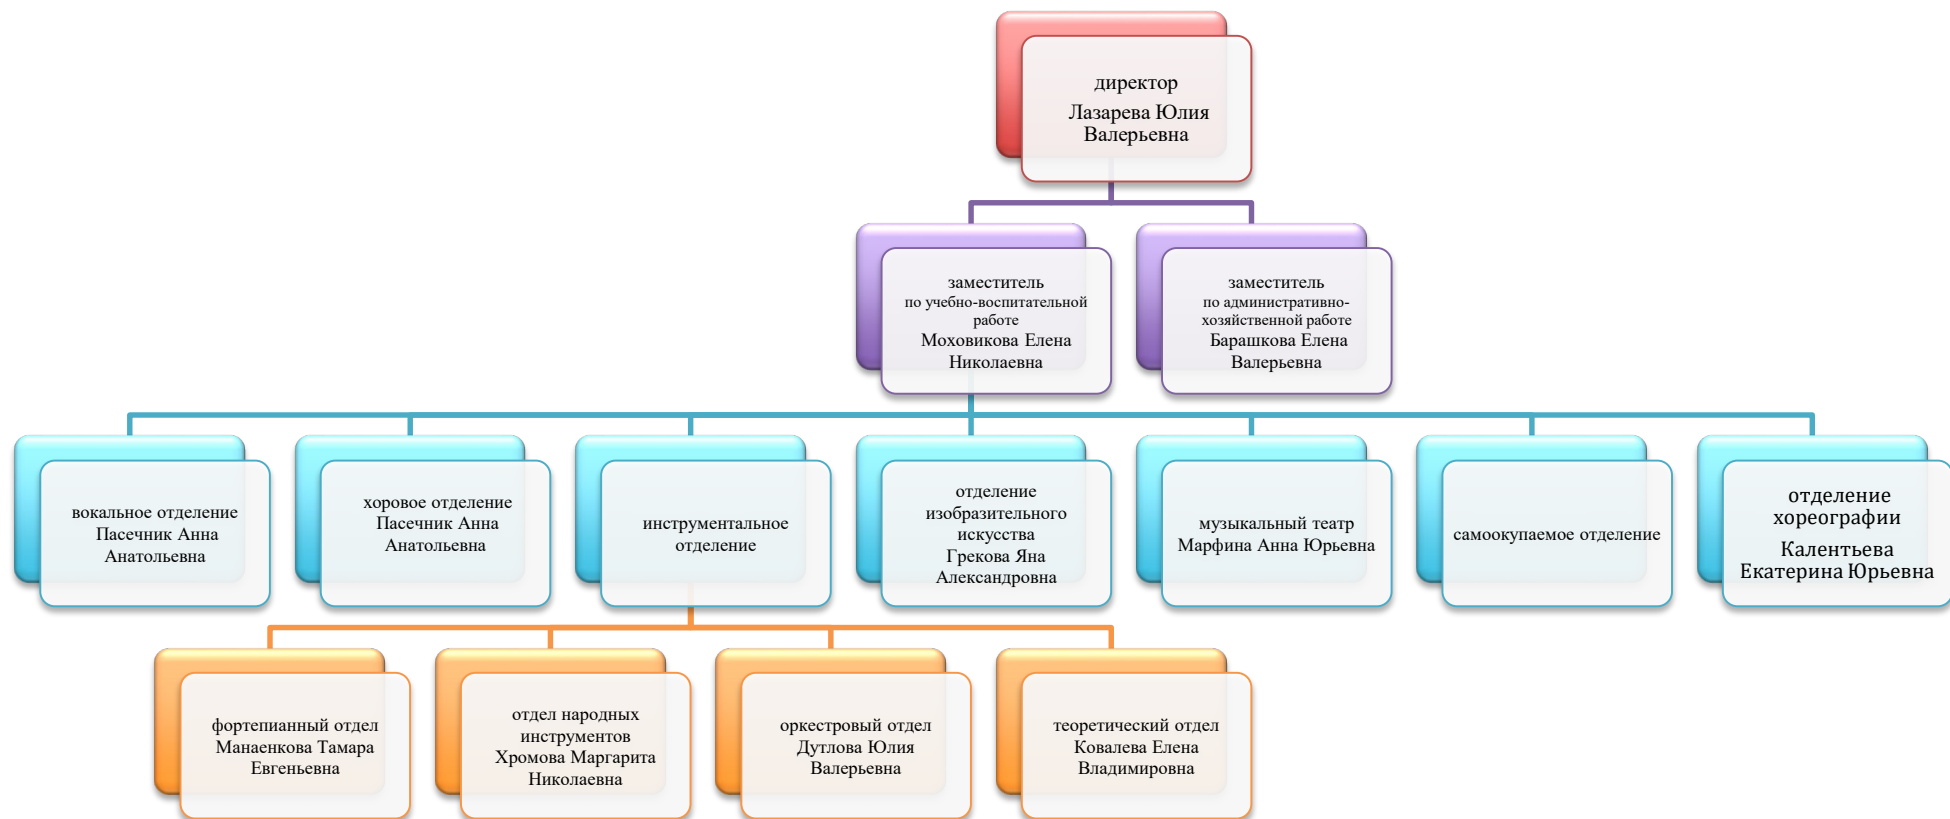 директор
Лазарева Юлия
Валерьевна
заместитель
по учебно-воспитательной
работе
Моховикова Елена
Николаевна
заместитель
по административно-
хозяйственной работе
Барашкова Елена
Валерьевна
вокальное отделение
Пасечник Анна
Анатольевна
хоровое отделение
Пасечник Анна
Анатольевна
инструментальное
отделение
отделение
изобразительного
искусства
Грекова Яна
Александровна
музыкальный театр
Марфина Анна Юрьевна
самоокупаемое отделение
отделение
хореографии
Калентьева
Екатерина Юрьевна
фортепианный отдел
Манаенкова Тамара
Евгеньевна
отдел народных
инструментов
Хромова Маргарита
Николаевна
оркестровый отдел
Дутлова Юлия
Валерьевна
теоретический отдел
Ковалева Елена
Владимировна